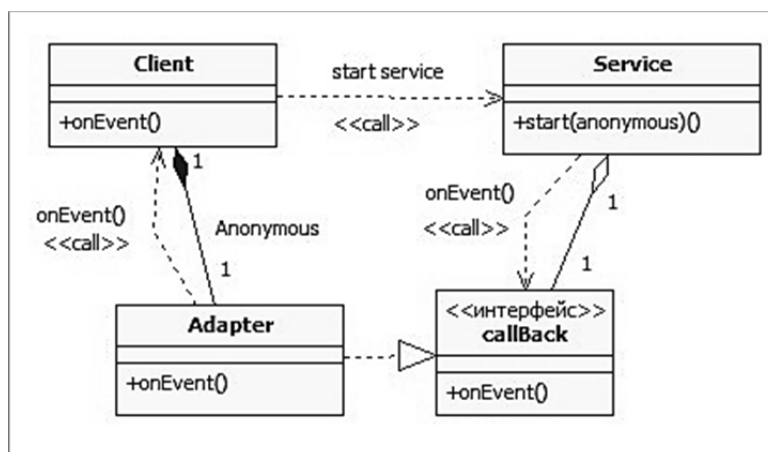 Client
+onEvent()
start service
<<call>>
Service
+start(anonymous)()
1
onEvent()
<<call>>
Anonymous
1
onEvent()
<<call>>
1
1
Adapter
+onEvent()
<<интерфейс>>
callBack
+onEvent()